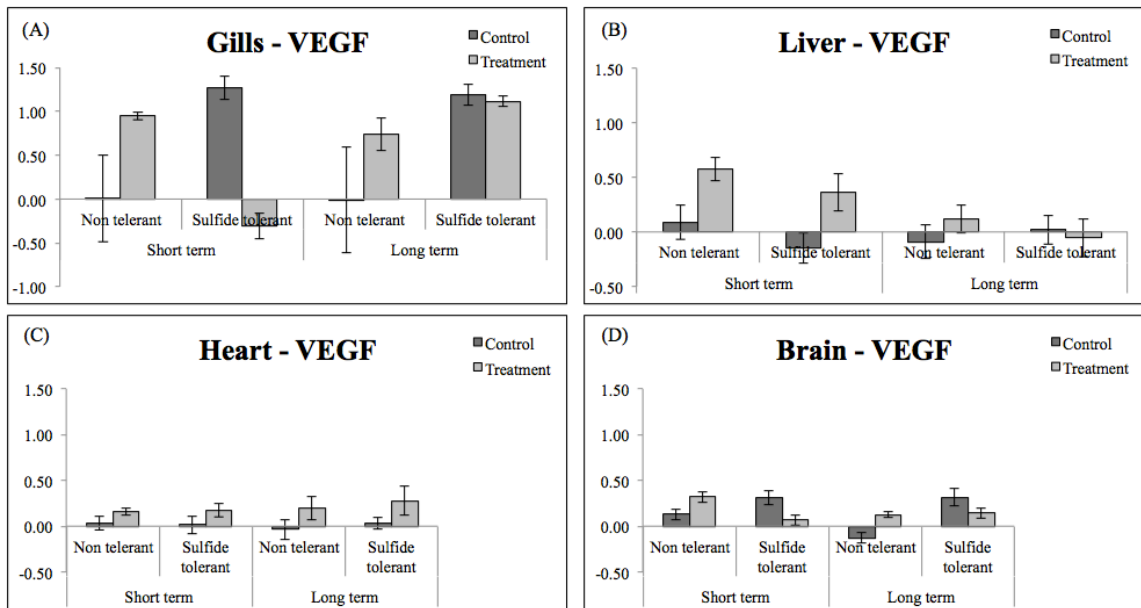 (A)
Gills - VEGF
Control
Treatment
1.50
1.00
0.50
0.00
-0.50
-1.00
Non telerant
Sulfide tolerant
Non telerant
Sulfide tolerant
Short term
Long term
(B)
Liver - VEGF
Control
Treatment
1.50
1.00
0.50
0.00
-0.50
Non telerant
Sulfide tolerant
Non telerant
Sulfide tolerant
Short term
Long term
(C)
Heart - VEGF
Control
Treatment
1.50
1.00
0.50
0.00
-0.50
Non telerant
Sulfide
tolerant
Non telerant
Sulfide
tolerant
Short term
Long term
(D)
Brain - VEGF
Control
Treatment
1.50
1.00
0.50
0.00
-0.50
Non telerant
Sulfide
tolerant
Non telerant
Sulfide
tolerant
Short term
Long term